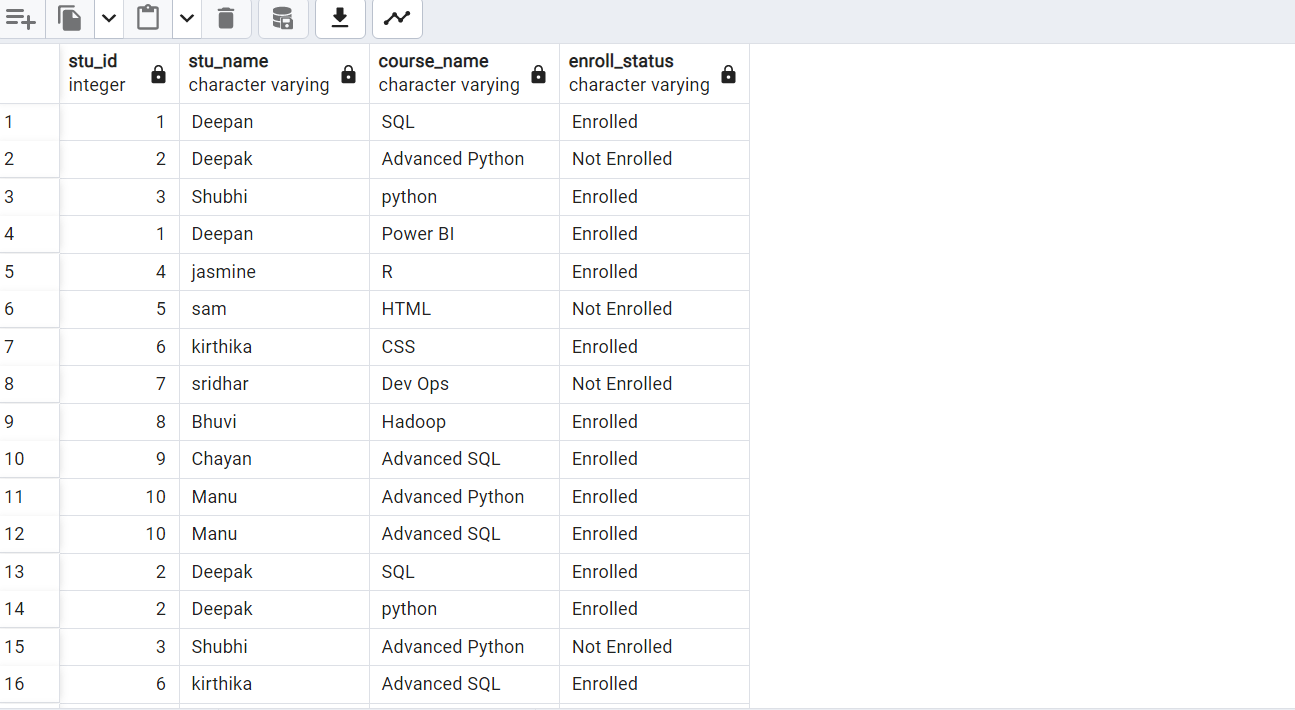 stu_id stu_name course_name enroll_status
integer character varying character varying character varying
1 1 Deepan SQL Enrolled
2 2 Deepak Advanced Python Not Enrolled
3 3 Shubhi python Enrolled
4 1 Deepan Power BI Enrolled
5 4 jasmine R Enrolled
6 5 sam HTML Not Enrolled
7 6 kirthika CSS Enrolled
8 7 sridhar Dev Ops Not Enrolled
9 8 Bhuvi Hadoop Enrolled
10 9 Chayan Advanced SQL Enrolled
11 10 Manu Advanced Python Enrolled
12 10 Manu Advanced SQL Enrolled
13 2 Deepak SQL Enrolled
14 2 Deepak python Enrolled
15 3 Shubhi Advanced Python Not Enrolled
16 6 kirthika Advanced SQL Enrolled